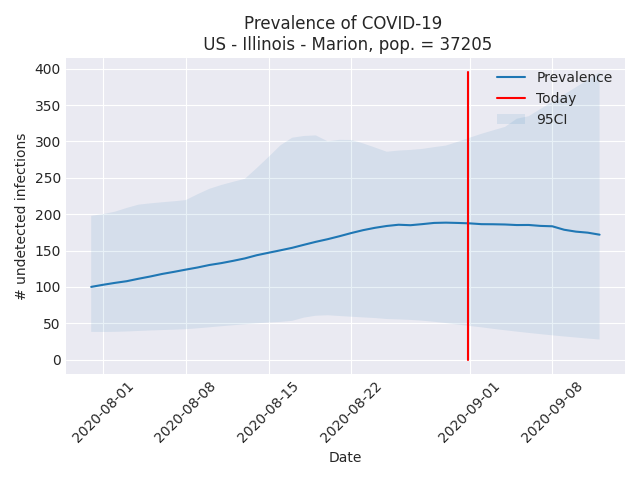 Prevalence of COVID-19
US - Illinois - Marion, pop. = 37205
400
350
300
250
200
150
100
50
0
# undetected infections
Prevalence
Today
95CI
2020-08-01
2020-08-08
2020-08-15
2020-08-22
2020-09-01
2020-09-08
Date